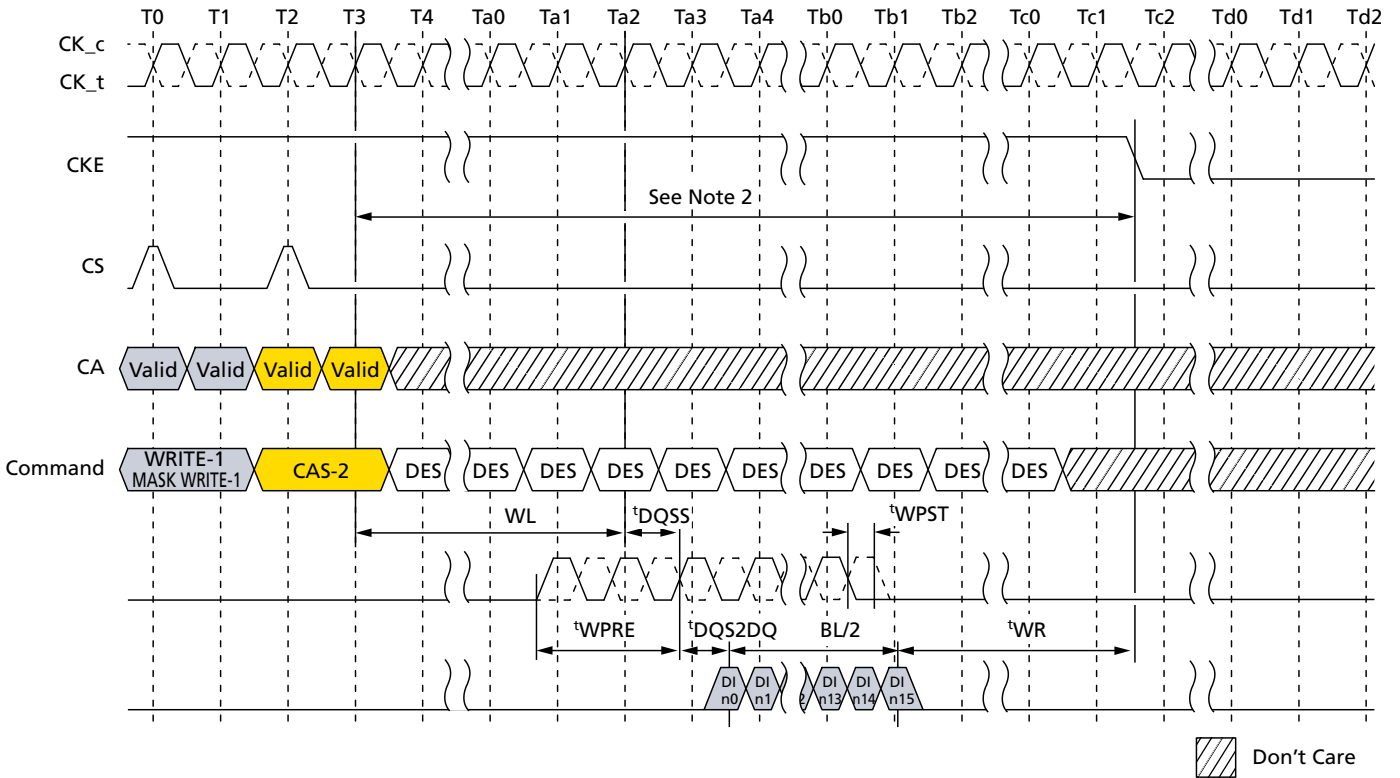 T0 T1 T2 T3 T4 Ta0 Ta1 Ta2 Ta3 Ta4 Tb0 Tb1 Tb2 Tc0 Tc1 Tc2 Td0 Td1 Td2
CK_c
CK_t
CKE
See Note 2
CS
CA Valid Valid Valid Valid
Command WRITE-1 MASK WRITE-1 CAS-2 DES DES DES DES DES DES DES DES DES DES
WL tDQSS tWPST
tWPRE tDQS2DQ BL/2 tWR
DI n0 DI n1 2 DI n13 DI n14 DI n15
Don't Care